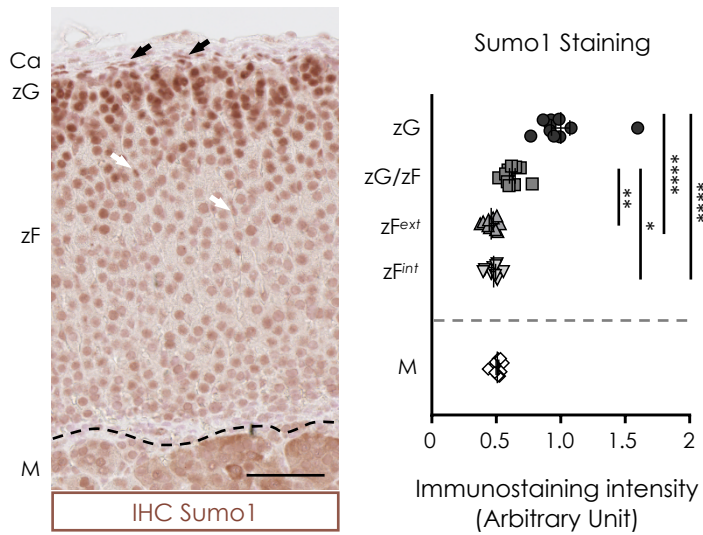 Ca
zG
zF
M
IHC Sumo1
Sumo1 Staining
zG
zG/zF
zFext
zFint
M
**
*
****
****
0
0.5
1.0
1.5
2
Immunostaining intensity
(Arbitrary Unit)